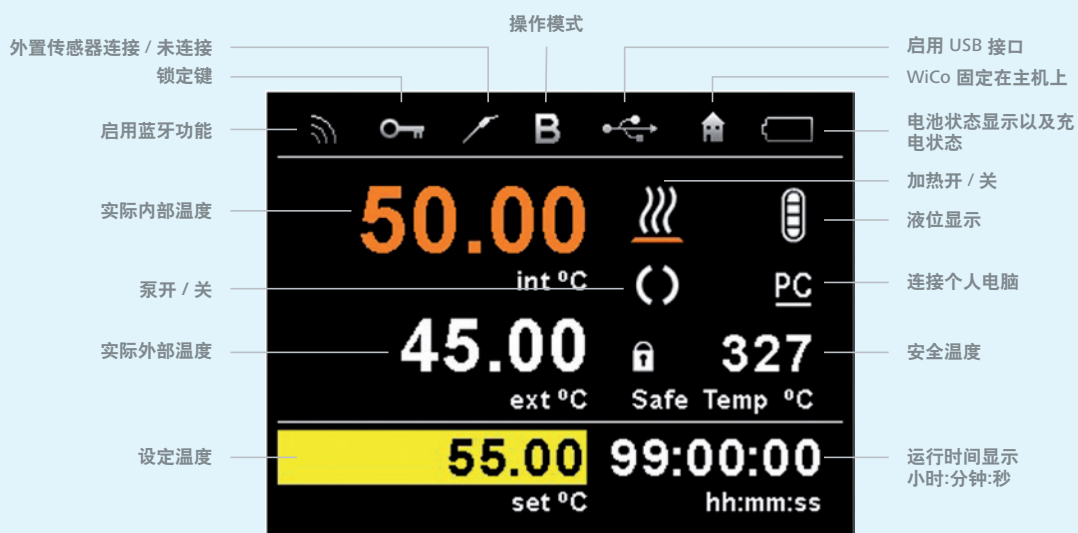 操作模式
外置传感器连接 / 未连接
启用 USB 接口
锁定键
WiCo 固定在主机上
启用蓝牙功能
B
电池状态显示以及充
电状态
加热开 / 关
实际内部温度
50.00
液位显示
int ºC
泵开 / 关
PC
连接个人电脑
实际外部温度
45.00
327
安全温度
ext ºC
Safe Temp ºC
设定温度
55.00
99:00:00
运行时间显示
小时:分钟:秒
set ºC
hh:mm:ss